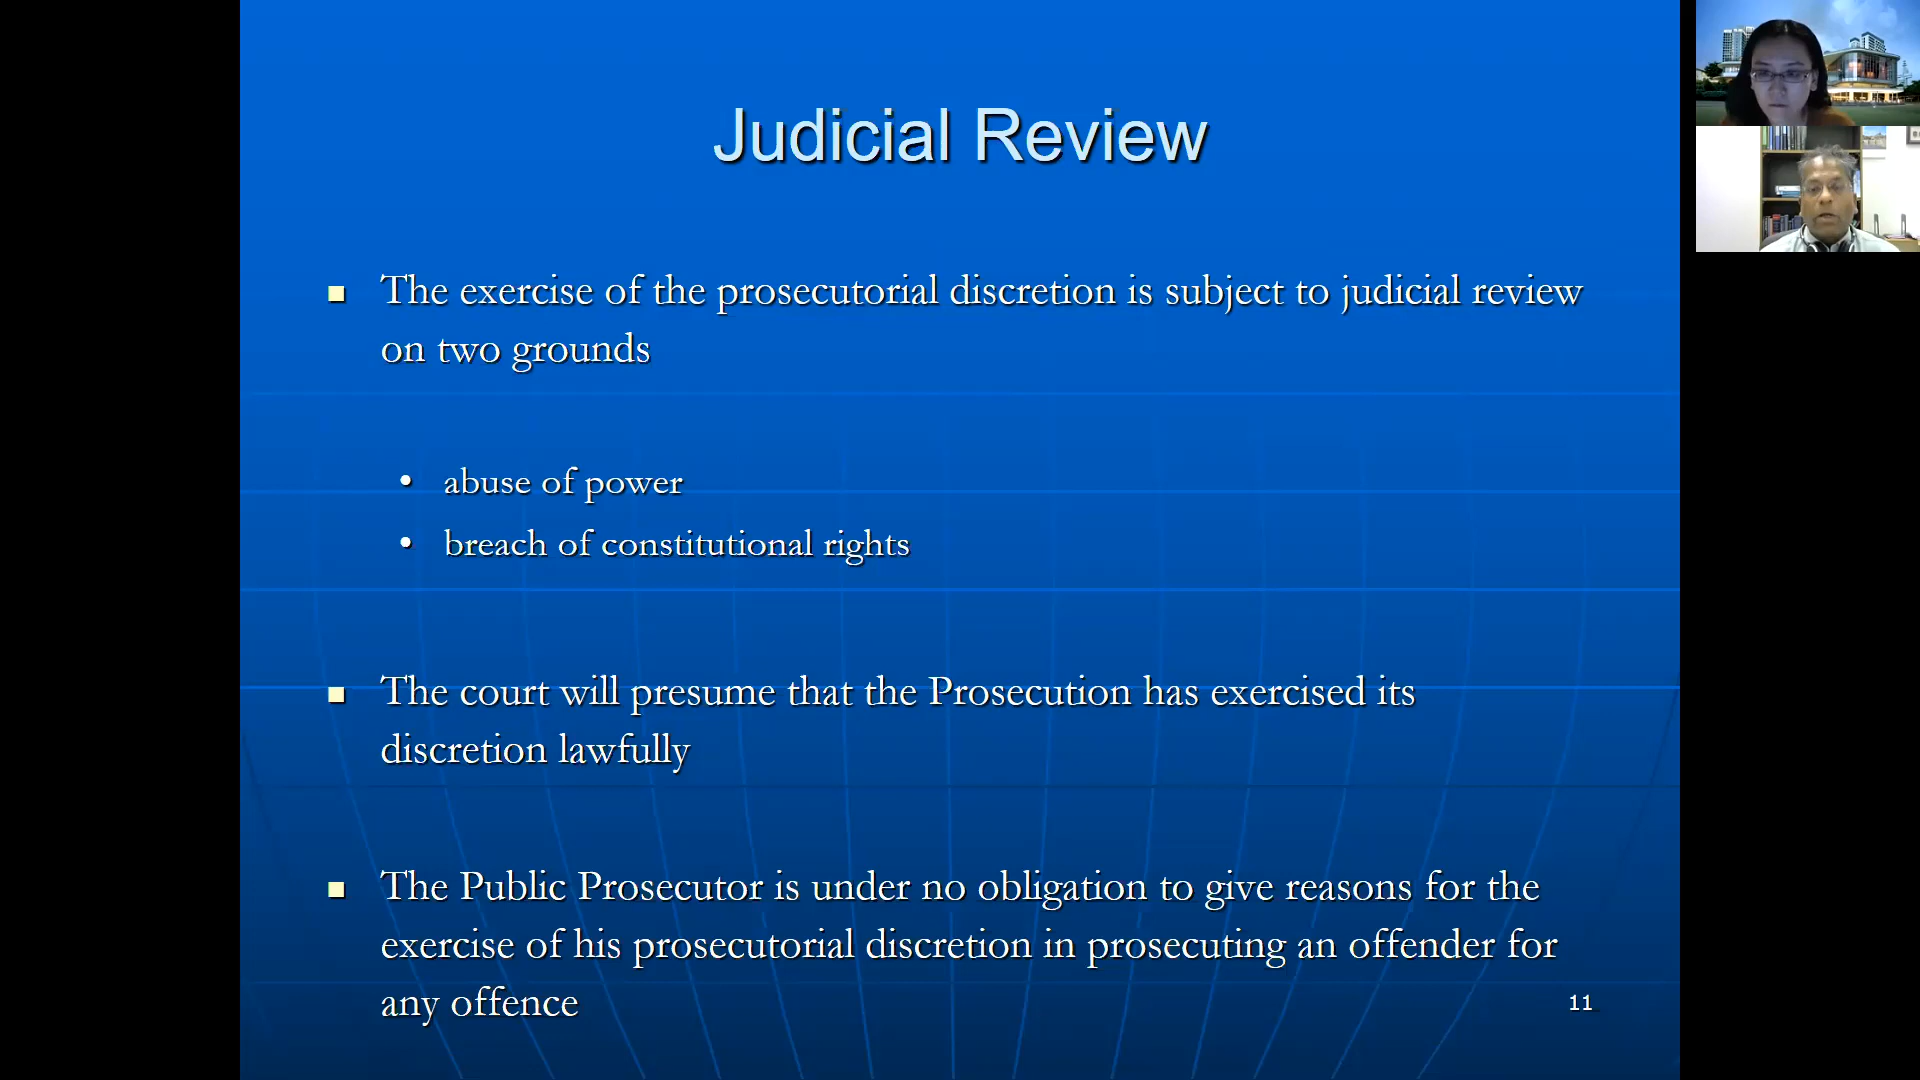 Judicial Review
The exercise of the prosecutorial discretion is subject to judicial review
on two grounds
• abuse of power
• breach of constitutional rights
The court will presume that the Prosecution has exercised its
discretion lawfully
The Public Prosecutor is under no obligation to give reasons for the
exercise of his prosecutorial discretion in prosecuting an offender for
any offence
11